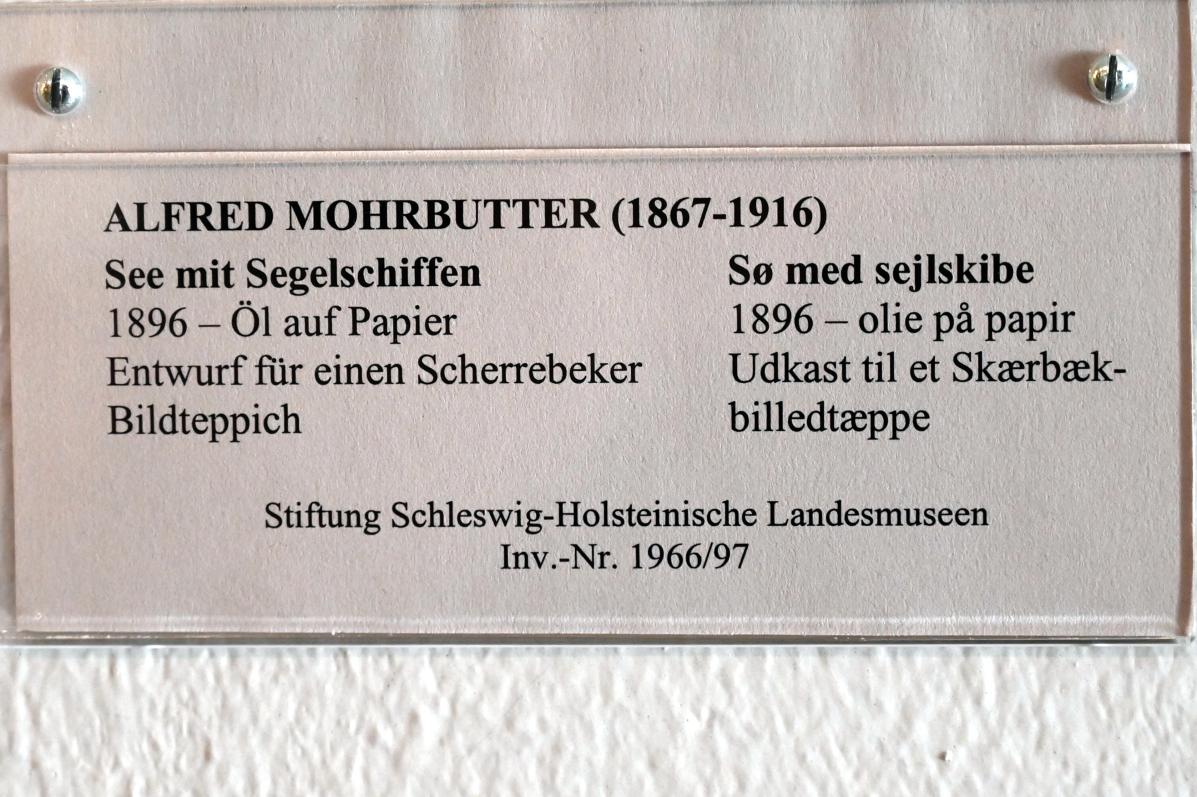 ALFRED MOHRBUTTER (1867-1916)
See mit Segelschiffen
1896 – Öl auf Papier
Entwurf für einen Scherrebeker
Bildteppich
Sø med sejlskibe
1896 – olie på papir
Udkast til et Skærbæk-
billedtæppe
Stiftung Schleswig-Holsteinische Landesmuseen
Inv.-Nr. 1966/97